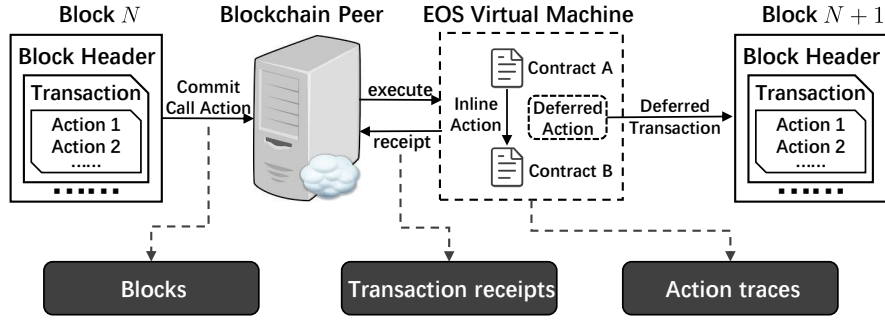 Block N
Blockchain Peer
EOS Virtual Machine
Block N + 1
Block Header
Transaction
Action 1
Action 2
......
......
Commit
Call Action
execute
receipt
Contract A
Inline
Action
Deferred
Action
Contract B
Deferred
Transaction
Block Header
Transaction
Action 1
Action 2
......
......
Blocks
Transaction receipts
Action traces